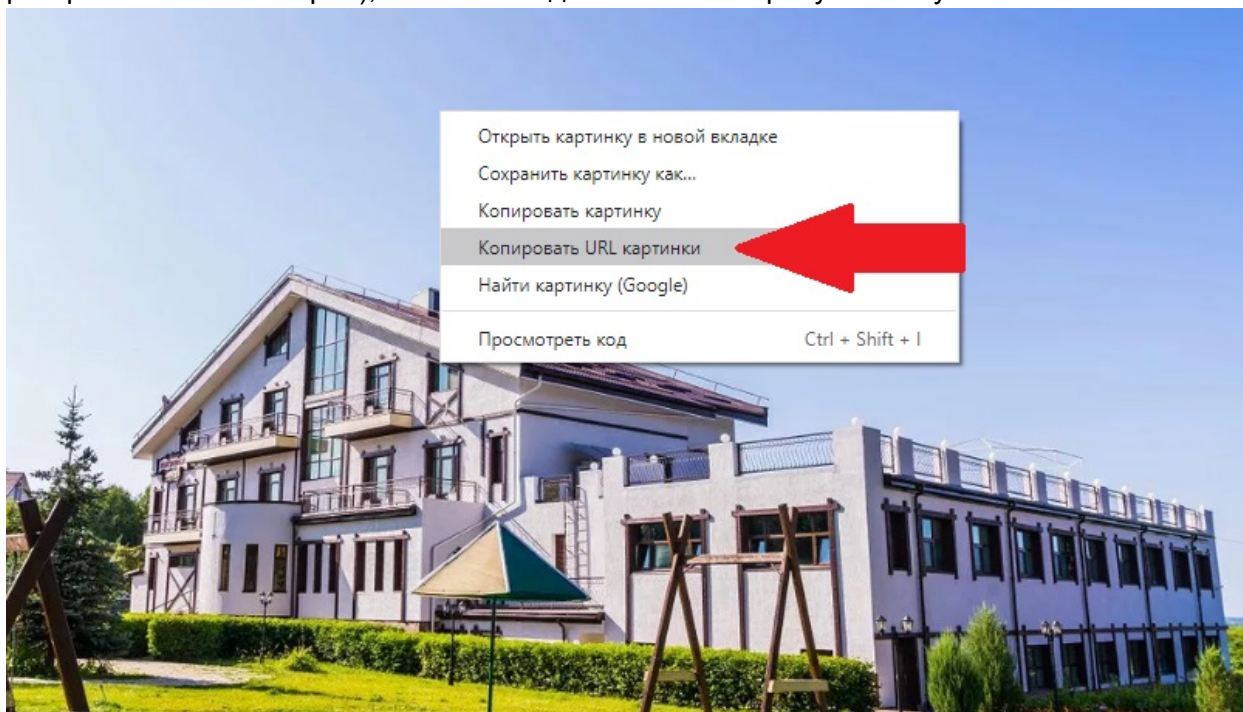 Открыть картинку в новой вкладке
Сохранить картинку как...
Копировать картинку
Копировать URL картинки
Найти картинку (Google)
Просмотреть код Ctrl + Shift + I